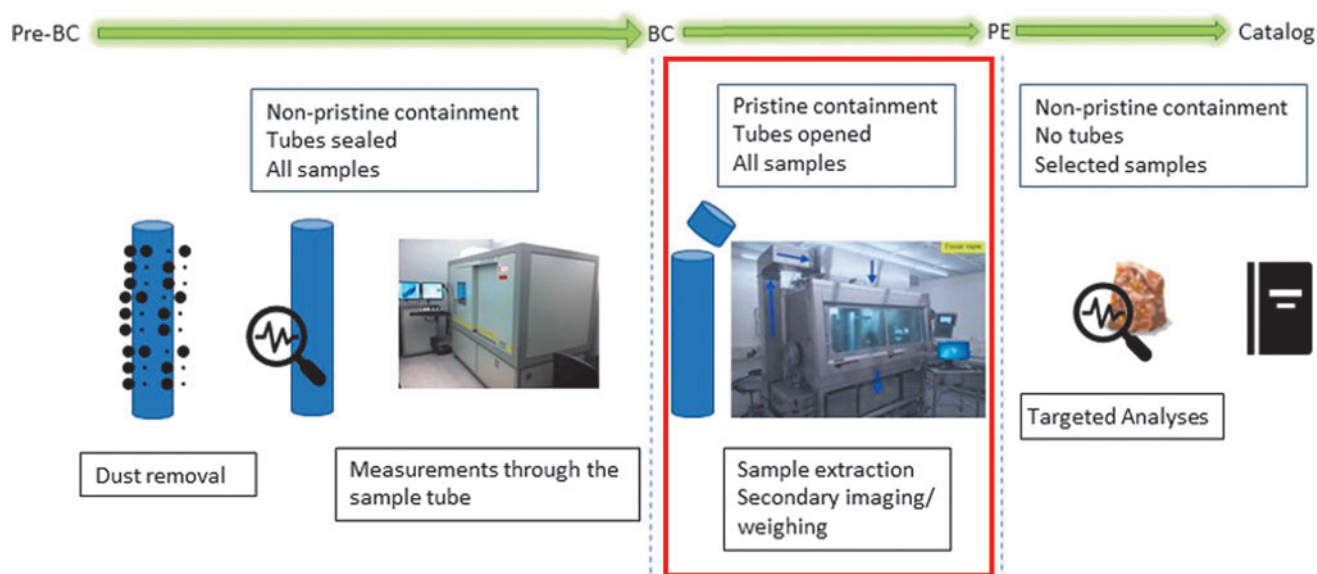 Pre-BC
BC
PE
Catalog
Non-pristine containment
Tubes sealed
All samples
Pristine containment
Tubes opened
All samples
Non-pristine containment
No tubes
Selected samples
Front view
Dust removal
Measurements through the
sample tube
Sample extraction
Secondary imaging/
weighing
Targeted Analyses